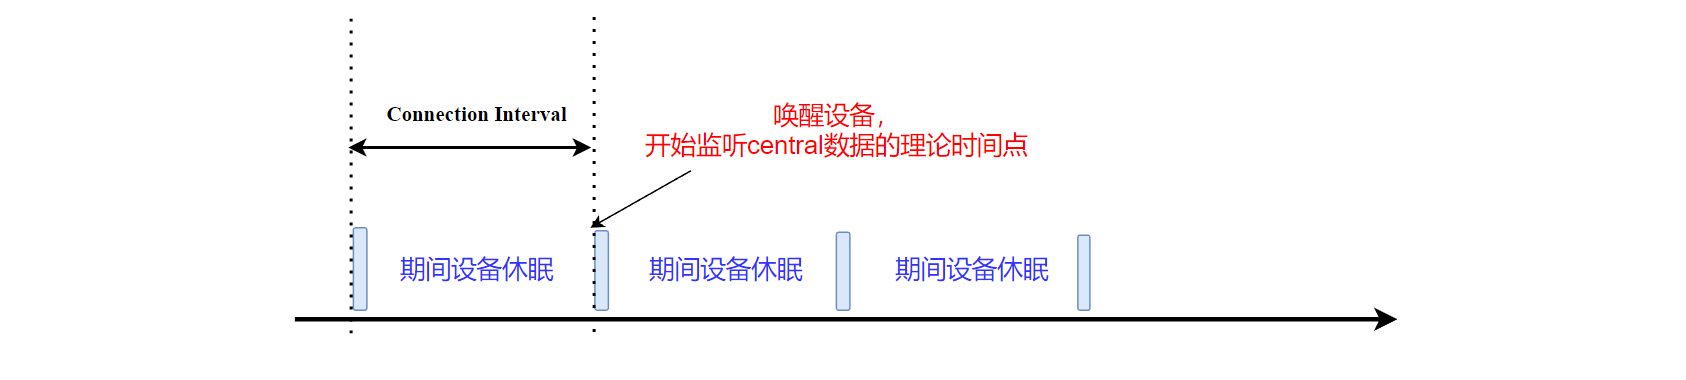 Connection Interval
唤醒设备，
开始监听central数据的理论时间点
期间设备休眠
期间设备休眠
期间设备休眠